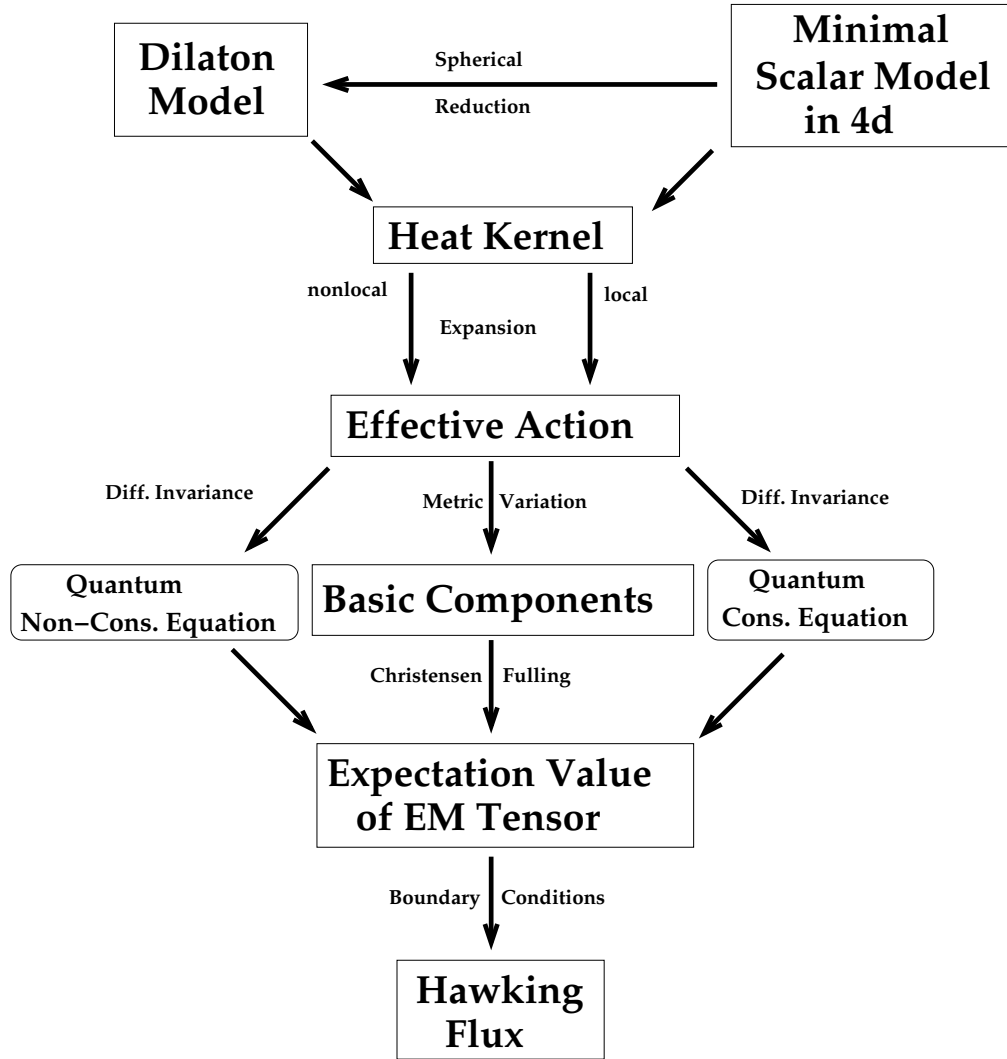 Dilaton
Model
Spherical
Reduction
Minimal
Scalar Model
in 4d
Heat Kernel
nonlocal
local
Expansion
Effective Action
Diff. Invariance
Metric Variation
Diff. Invariance
Quantum
Non−Cons. Equation
Basic Components
Quantum
Cons. Equation
Christensen Fulling
Expectation Value
of EM Tensor
Boundary Conditions
Hawking
Flux